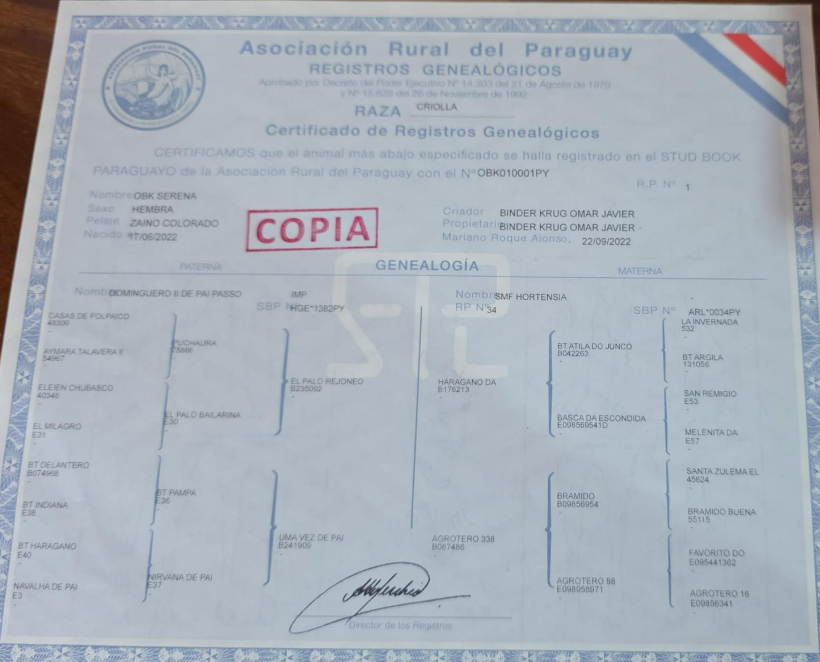 Asociación Rural del Paraguay
REGISTROS GENEALÓGICOS
Aprobado por Decreto del Poder Ejecutivo Nº 14.303 del 21 de Agosto de 1970
y Nº 15.628 del 26 de Noviembre de 1992
RAZA CRIOLLA
Certificado de Registros Genealógicos
CERTIFICAMOS que el animal más abajo especificado se halla registrado en el STUD BOOK
PARAGUAYO de la Asociación Rural del Paraguay con el Nº OBK010001PY
R.P. Nº 1
Nombre OBK SERENA
Sexo HEMBRA
Pelaje ZAINO COLORADO
Nacido 17/06/2022
COPIA
Criador BINDER KRUG OMAR JAVIER
Propietario BINDER KRUG OMAR JAVIER
Mariano Roque Alonso, 22/09/2022
PATERNA GENEALOGÍA MATERNA
Nombre DOMINGUERO II DE PAI PASSO IMP
SBP Nº HGE*1382PY
Nombre SMF HORTENSIA
RP Nº 34
SBP Nº ARL*0034PY
CASAS DE POLPAICO
48309
AYMARA TALAVERA II
54967
ELEIEN CHUBASCO
40346
EL MILAGRO
E31
BT DELANTERO
B074968
BT INDIANA
E38
BT HARAGANO
E40
NAVALHA DE PAI
E3
PUCHAURA
75886
EL PALO BAILARINA
E30
BT PAMPA
E36
NIRVANA DE PAI
E37
EL PALO REJONEO
B235092
UMA VEZ DE PAI
B241909
HARAGANO DA
B176213
AGROTERO 338
B067486
BT ATILA DO JUNCO
B042263
BASCA DA ESCONDIDA
E098569541D
BRAMIDO
B09856954
AGROTERO 88
E098956971
LA INVERNADA
532
BT ARGILA
131056
SAN REMIGIO
E53
MELENITA DA
E57
SANTA ZULEMA EL
45624
BRAMIDO BUENA
55115
FAVORITO DO
E095441362
AGROTERO 16
E09856341
Director de los Registros